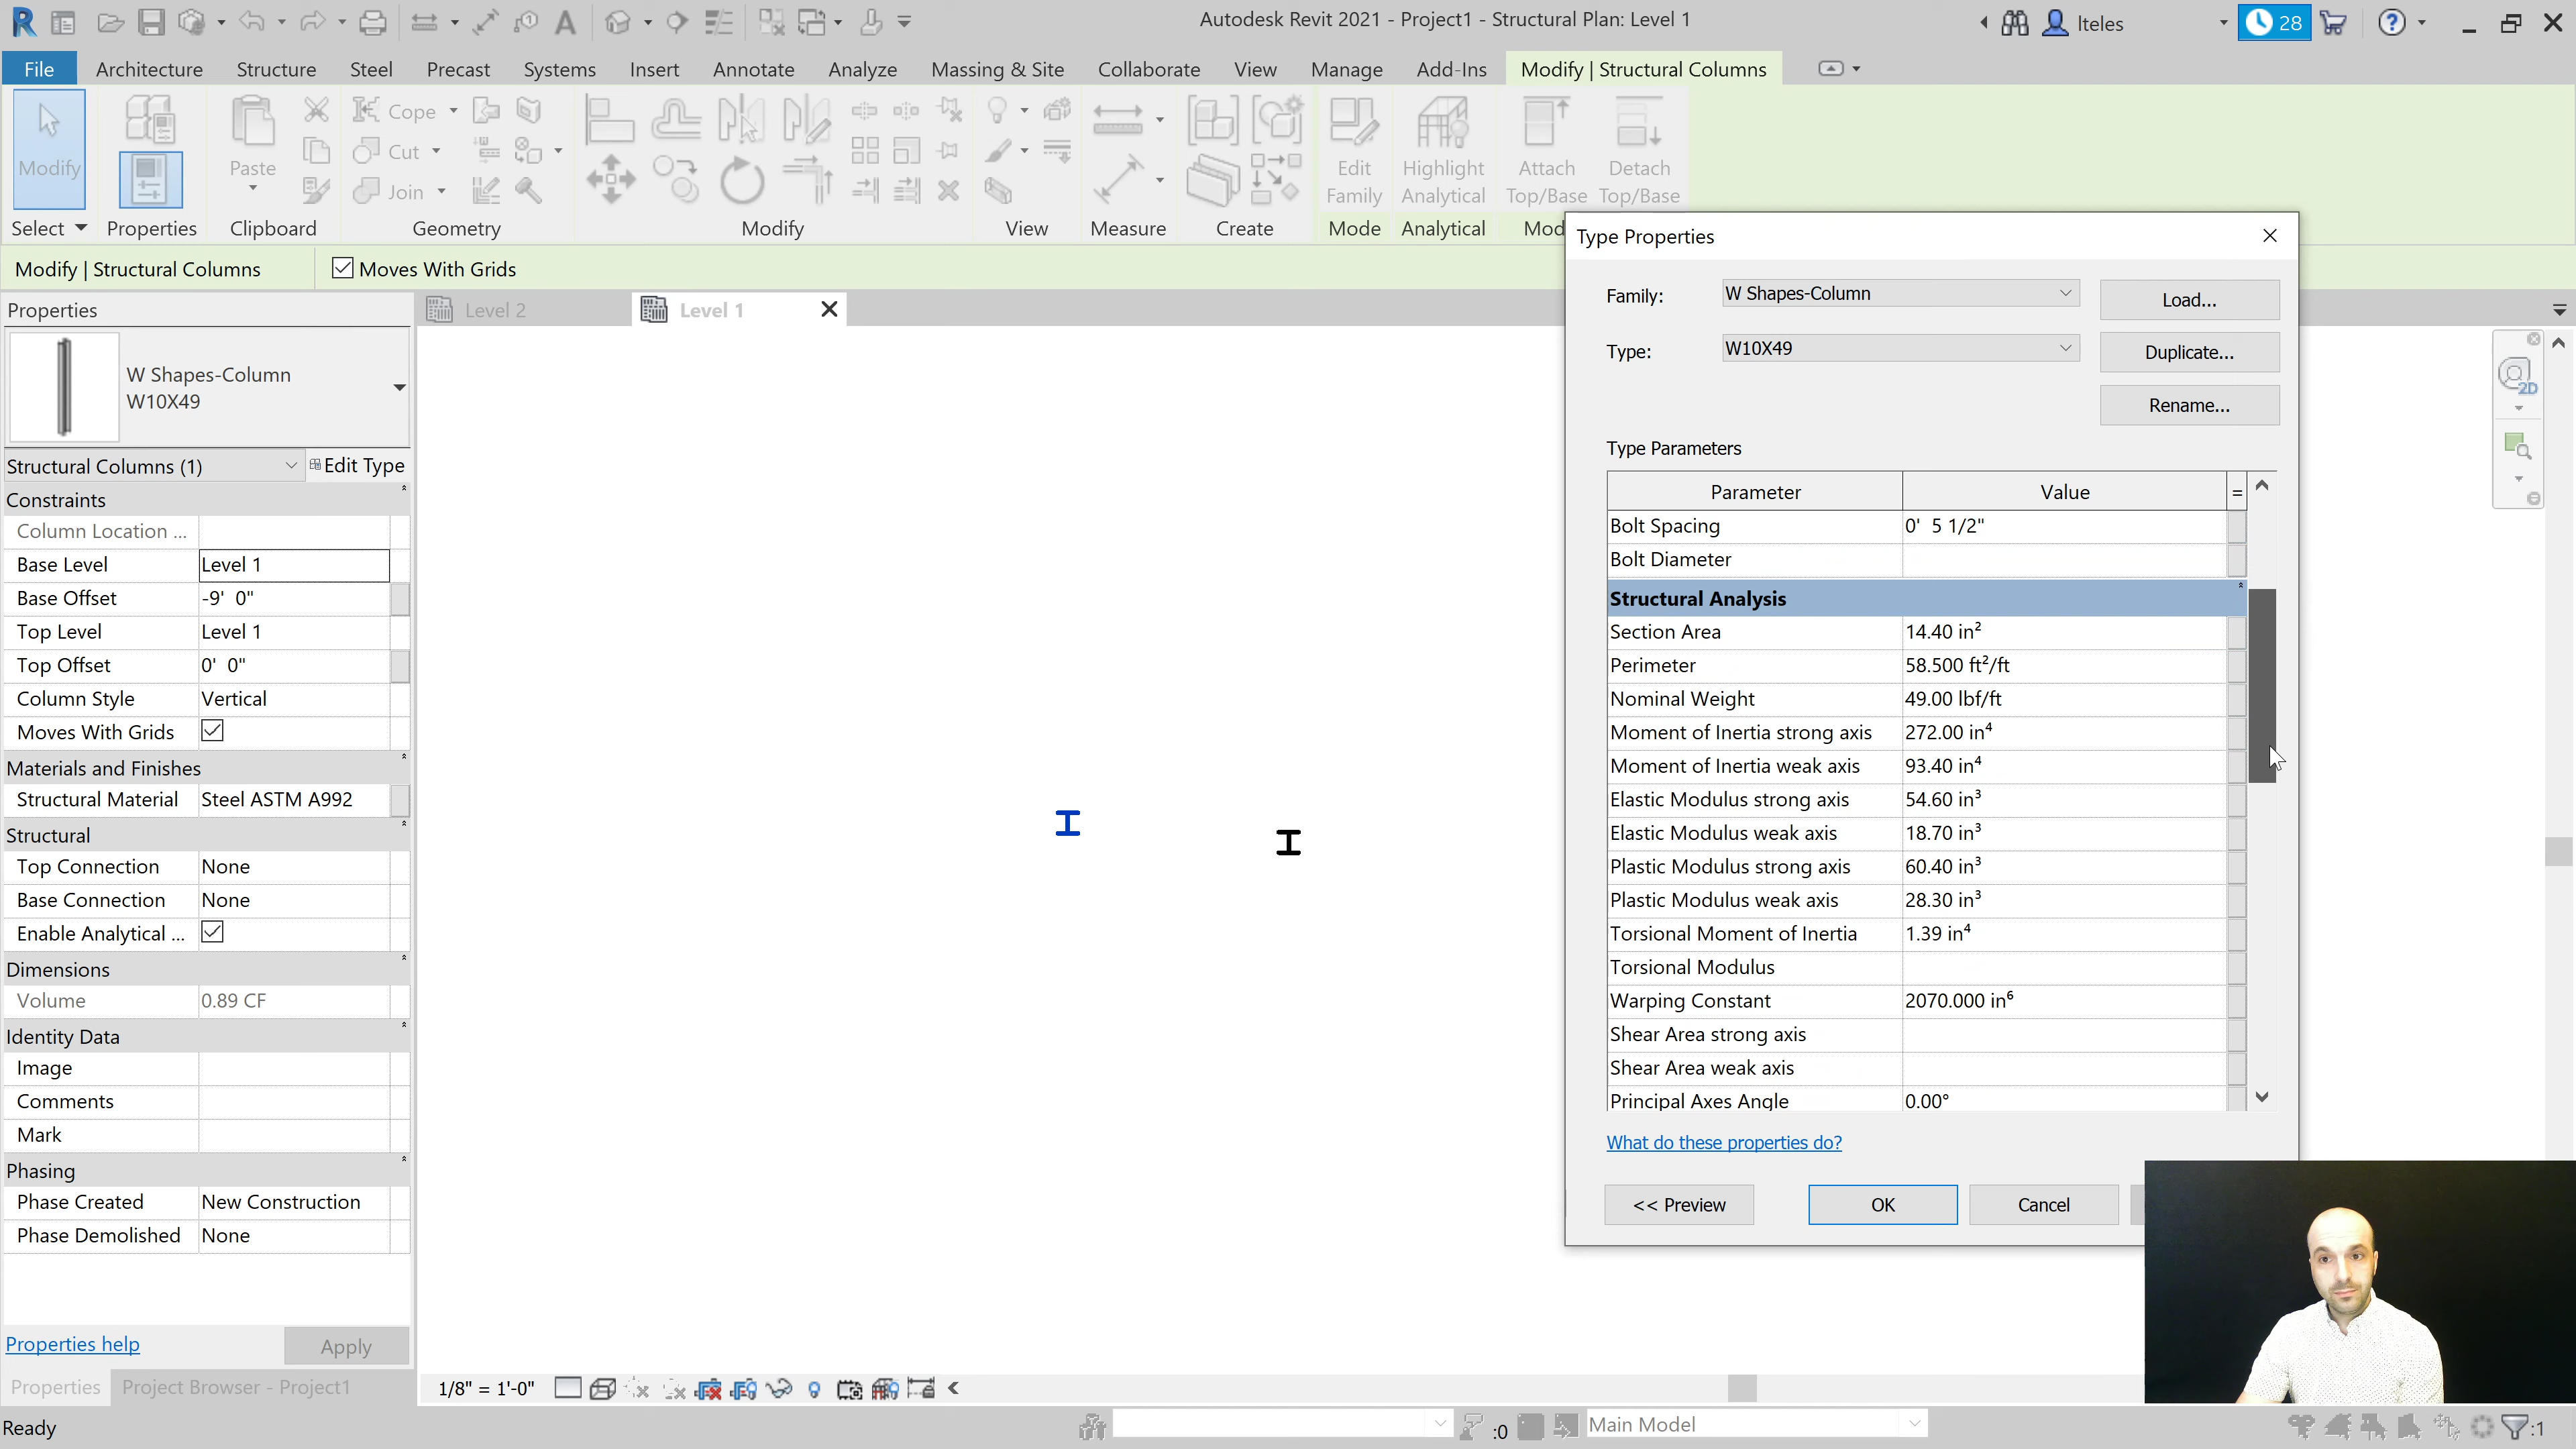 Autodesk Revit 2021 - Project1 - Structural Plan: Level 1
lteles
28
File Architecture Structure Steel Precast Systems Insert Annotate Analyze Massing & Site Collaborate View Manage Add-Ins Modify | Structural Columns
Modify
Paste
Cope
Cut
Join
Edit Family
Highlight Analytical
Attach Top/Base
Detach Top/Base
Select Properties Clipboard Geometry Modify View Measure Create Mode Analytical Mod
Modify | Structural Columns
Moves With Grids
Properties
Level 2
Level 1
W Shapes-Column
W10X49
Structural Columns (1)
Edit Type
Constraints
Column Location ...
Base Level Level 1
Base Offset -9' 0"
Top Level Level 1
Top Offset 0' 0"
Column Style Vertical
Moves With Grids
Materials and Finishes
Structural Material Steel ASTM A992
Structural
Top Connection None
Base Connection None
Enable Analytical ...
Dimensions
Volume 0.89 CF
Identity Data
Image
Comments
Mark
Phasing
Phase Created New Construction
Phase Demolished None
Properties help
Apply
Properties
Project Browser - Project1
Ready
1/8" = 1'-0"
:0
Main Model
:1
2D
Type Properties
Family: W Shapes-Column
Load...
Type: W10X49
Duplicate...
Rename...
Type Parameters
Parameter Value =
Bolt Spacing 0' 5 1/2"
Bolt Diameter
Structural Analysis
Section Area 14.40 in²
Perimeter 58.500 ft²/ft
Nominal Weight 49.00 lbf/ft
Moment of Inertia strong axis 272.00 in⁴
Moment of Inertia weak axis 93.40 in⁴
Elastic Modulus strong axis 54.60 in³
Elastic Modulus weak axis 18.70 in³
Plastic Modulus strong axis 60.40 in³
Plastic Modulus weak axis 28.30 in³
Torsional Moment of Inertia 1.39 in⁴
Torsional Modulus
Warping Constant 2070.000 in⁶
Shear Area strong axis
Shear Area weak axis
Principal Axes Angle 0.00°
What do these properties do?
<< Preview
OK
Cancel